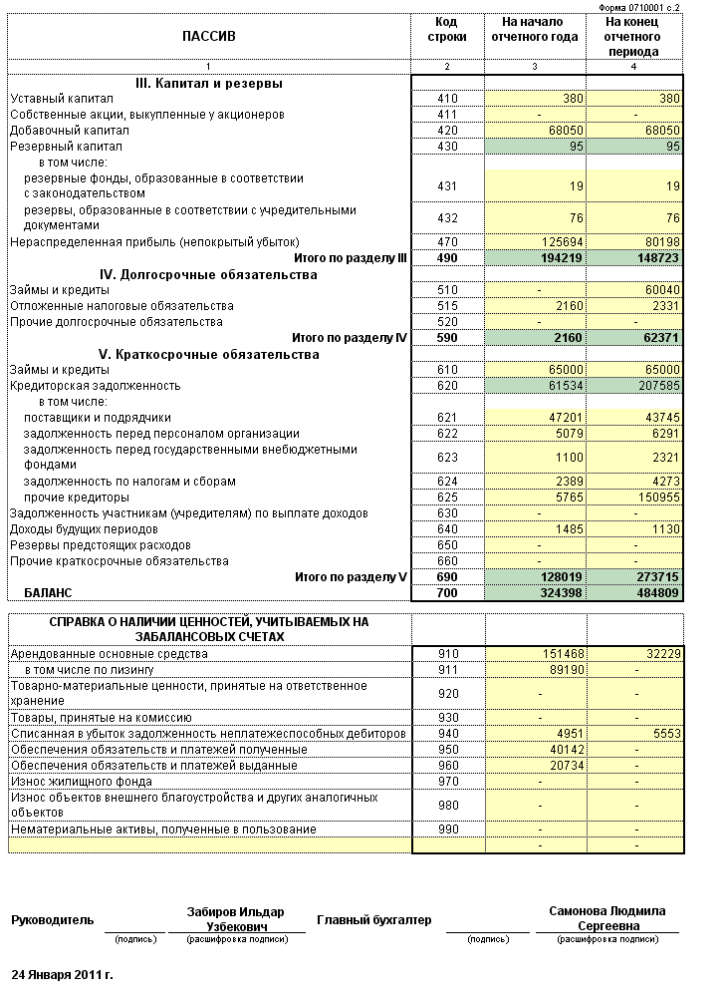 Форма 0710001 с.2
ПАССИВ Код строки На начало отчетного года На конец отчетного периода
1 2 3 4
III. Капитал и резервы
Уставный капитал 410 380 380
Собственные акции, выкупленные у акционеров 411 - -
Добавочный капитал 420 68050 68050
Резервный капитал 430 95 95
в том числе:
резервные фонды, образованные в соответствии
с законодательством 431 19 19
резервы, образованные в соответствии с учредительными
документами 432 76 76
Нераспределенная прибыль (непокрытый убыток) 470 125694 80198
Итого по разделу III 490 194219 148723
IV. Долгосрочные обязательства
Займы и кредиты 510 - 60040
Отложенные налоговые обязательства 515 2160 2331
Прочие долгосрочные обязательства 520 - -
Итого по разделу IV 590 2160 62371
V. Краткосрочные обязательства
Займы и кредиты 610 65000 65000
Кредиторская задолженность 620 61534 207585
в том числе:
поставщики и подрядчики 621 47201 43745
задолженность перед персоналом организации 622 5079 6291
задолженность перед государственными внебюджетными
фондами 623 1100 2321
задолженность по налогам и сборам 624 2389 4273
прочие кредиторы 625 5765 150955
Задолженность участникам (учредителям) по выплате доходов 630 - -
Доходы будущих периодов 640 1485 1130
Резервы предстоящих расходов 650 - -
Прочие краткосрочные обязательства 660 - -
Итого по разделу V 690 128019 273715
БАЛАНС 700 324398 484809
СПРАВКА О НАЛИЧИИ ЦЕННОСТЕЙ, УЧИТЫВАЕМЫХ НА
ЗАБАЛАНСОВЫХ СЧЕТАХ
Арендованные основные средства 910 151468 32229
в том числе по лизингу 911 89190 -
Товарно-материальные ценности, принятые на ответственное
хранение 920 - -
Товары, принятые на комиссию 930 - -
Списанная в убыток задолженность неплатежеспособных дебиторов 940 4951 5553
Обеспечения обязательств и платежей полученные 950 40142 -
Обеспечения обязательств и платежей выданные 960 20734 -
Износ жилищного фонда 970 - -
Износ объектов внешнего благоустройства и других аналогичных
объектов 980 - -
Нематериальные активы, полученные в пользование 990 - -
- -
Руководитель Забиров Ильдар Узбекович Главный бухгалтер Самонова Людмила Сергеевна
(подпись) (расшифровка подписи) (подпись) (расшифровка подписи)
24 Января 2011 г.